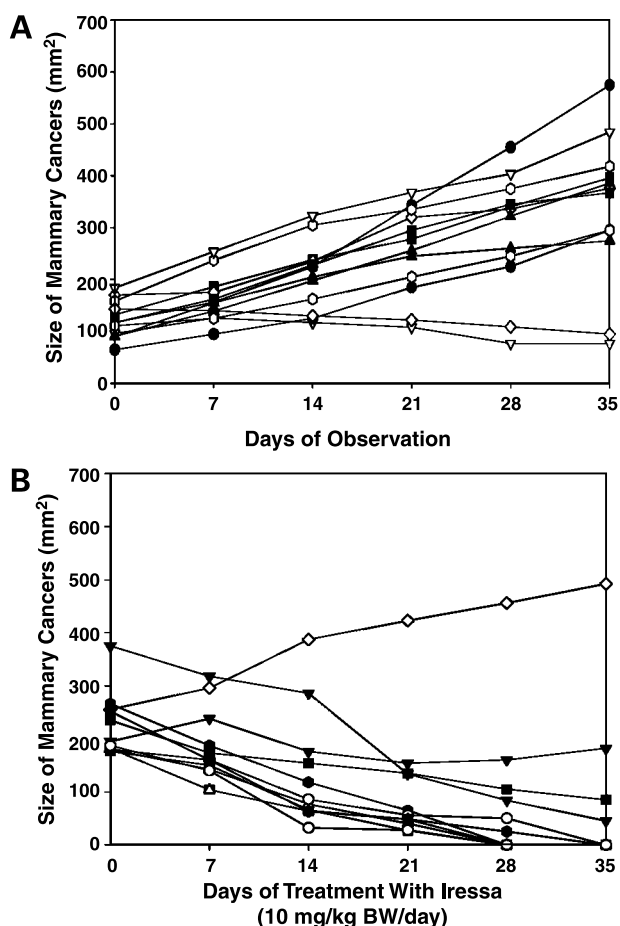 A
Size of Mammary Cancers (mm2)
700
600
500
400
300
200
100
0
0 7 14 21 28 35
Days of Observation
B
Size of Mammary Cancers (mm2)
700
600
500
400
300
200
100
0
0 7 14 21 28 35
Days of Treatment With Iressa
(10 mg/kg BW/day)